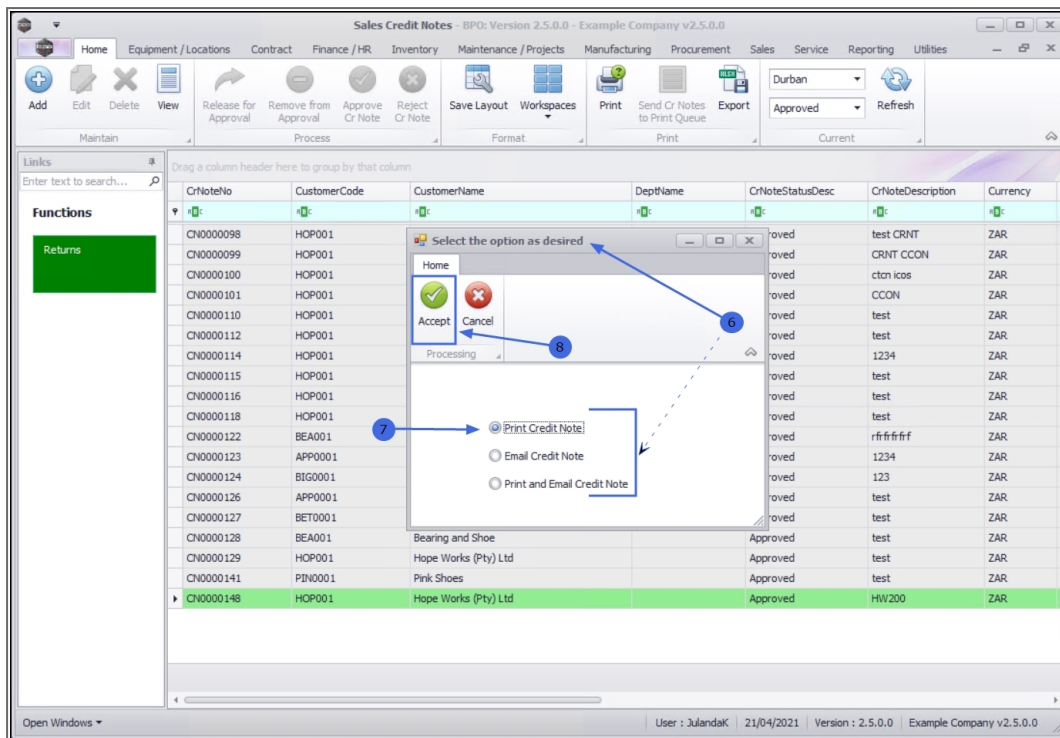 Sales Credit Notes - BPO: Version 2.5.0.0 - Example Company v2.5.0.0
Home Equipment / Locations Contract Finance / HR Inventory Maintenance / Projects Manufacturing Procurement Sales Service Reporting Utilities
Add Edit Delete View Release for Approval Remove from Approval Approve Cr Note Reject Cr Note Save Layout Workspaces Print Send Cr Notes to Print Queue Export Durban Approved Refresh
Maintain Process Format Print Current
Links
Enter text to search...
Functions
Returns
Drag a column header here to group by that column
CrNoteNo CustomerCode CustomerName DeptName CrNoteStatusDesc CrNoteDescription Currency
CN0000098 HOP001 roved test CRNT ZAR
CN0000099 HOP001 roved CRNT CCON ZAR
CN0000100 HOP001 roved ctcn icos ZAR
CN0000101 HOP001 roved CCON ZAR
CN0000110 HOP001 roved test ZAR
CN0000112 HOP001 roved test ZAR
CN0000114 HOP001 roved 1234 ZAR
CN0000115 HOP001 roved test ZAR
CN0000116 HOP001 roved test ZAR
CN0000118 HOP001 roved test ZAR
CN0000122 BEA001 roved rfrfrfrfrf ZAR
CN0000123 APP0001 roved 1234 ZAR
CN0000124 BIG0001 roved 123 ZAR
CN0000126 APP0001 roved test ZAR
CN0000127 BET0001 roved test ZAR
CN0000128 BEA001 Bearing and Shoe Approved test ZAR
CN0000129 HOP001 Hope Works (Pty) Ltd Approved test ZAR
CN0000141 PIN0001 Pink Shoes Approved test ZAR
CN0000148 HOP001 Hope Works (Pty) Ltd Approved HW200 ZAR
Select the option as desired
Home
Accept Cancel
Processing
6
8
7
Print Credit Note
Email Credit Note
Print and Email Credit Note
Open Windows User : JulandaK 21/04/2021 Version : 2.5.0.0 Example Company v2.5.0.0